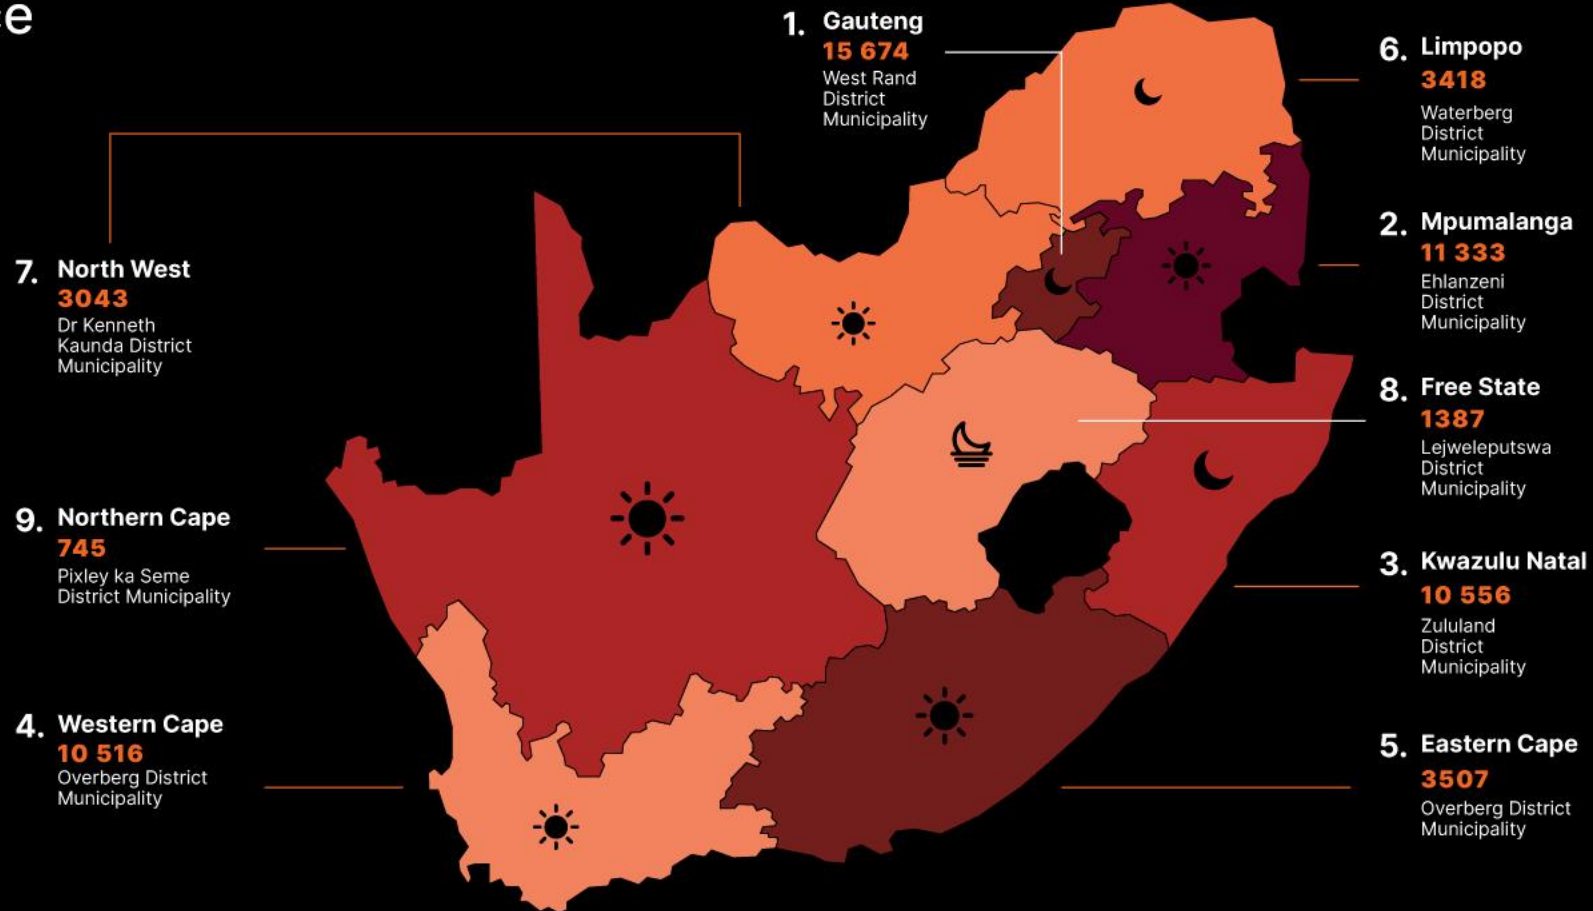 1. Gauteng
15 674
West Rand
District
Municipality
6. Limpopo
3418
Waterberg
District
Municipality
7. North West
3043
Dr Kenneth
Kaunda District
Municipality
2. Mpumalanga
11 333
Ehlanzeni
District
Municipality
8. Free State
1387
Lejweleputswa
District
Municipality
9. Northern Cape
745
Pixley ka Seme
District Municipality
3. Kwazulu Natal
10 556
Zululand
District
Municipality
4. Western Cape
10 516
Overberg District
Municipality
5. Eastern Cape
3507
Overberg District
Municipality